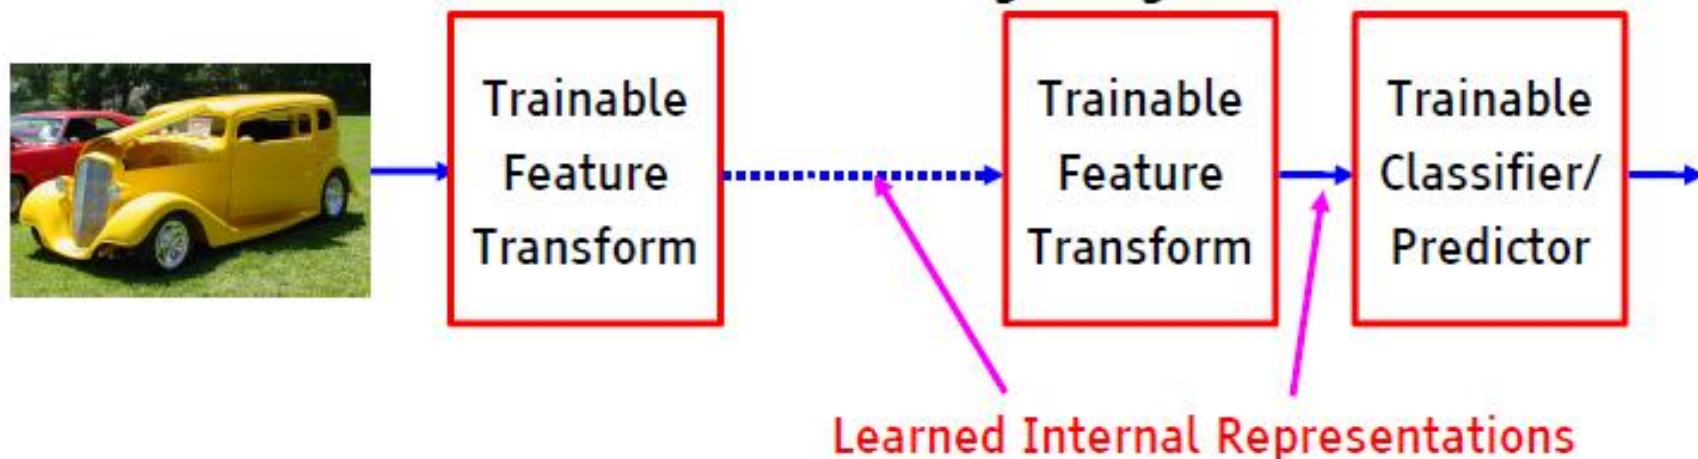 Trainable
Feature
Transform
Trainable
Feature
Transform
Trainable
Classifier/
Predictor
Learned Internal Representations